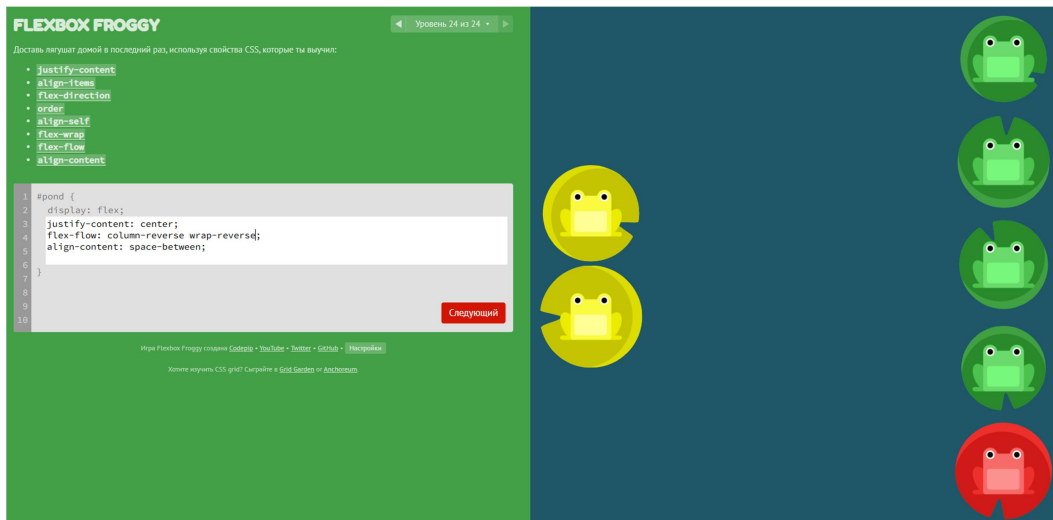 FLEXBOX FROGGY
◀ Уровень 24 из 24 ▾ ▶
Доставь лягушат домой в последний раз, используя свойства CSS, которые ты выучил:
• justify-content
• align-items
• flex-direction
• order
• align-self
• flex-wrap
• flex-flow
• align-content
1 #pond {
2 display: flex;
3 justify-content: center;
4 flex-flow: column-reverse wrap-reverse;
5 align-content: space-between;
6
7 }
8
9
10
Следующий
Игра Flexbox Froggy создана Codepip • YouTube • Twitter • GitHub • Настройки
Хотите изучить CSS grid? Сыграйте в Grid Garden or Anchoreum.